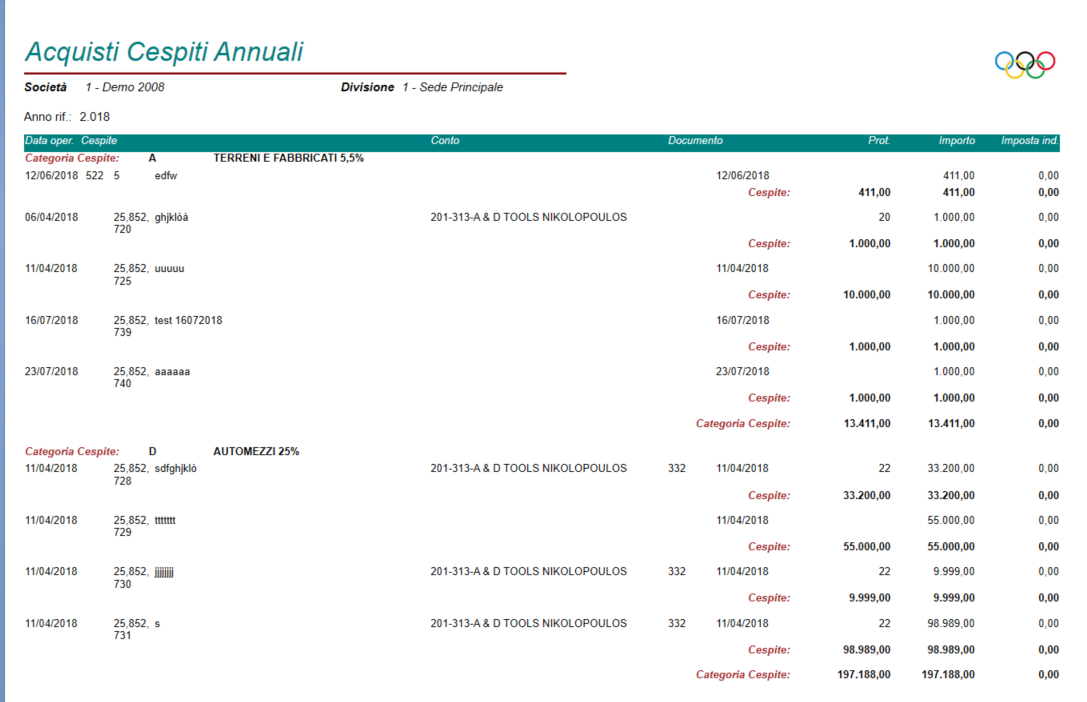 Acquisti Cespiti Annuali
Società 1 - Demo 2008 Divisione 1 - Sede Principale
Anno rif.: 2.018
Data oper. Cespite Conto Documento Prot. Importo Imposta ind.
Categoria Cespite: A TERRENI E FABBRICATI 5,5%
12/06/2018 522 5 edfw 12/06/2018 411,00 0,00
Cespite: 411,00 411,00 0,00
06/04/2018 25,852, ghjklòà 201-313-A & D TOOLS NIKOLOPOULOS 20 1.000,00 0,00
720
Cespite: 1.000,00 1.000,00 0,00
11/04/2018 25,852, uuuuu 11/04/2018 10.000,00 0,00
725
Cespite: 10.000,00 10.000,00 0,00
16/07/2018 25,852, test 16072018 16/07/2018 1.000,00 0,00
739
Cespite: 1.000,00 1.000,00 0,00
23/07/2018 25,852, aaaaaa 23/07/2018 1.000,00 0,00
740
Cespite: 1.000,00 1.000,00 0,00
Categoria Cespite: 13.411,00 13.411,00 0,00
Categoria Cespite: D AUTOMEZZI 25%
11/04/2018 25,852, sdfghjklò 201-313-A & D TOOLS NIKOLOPOULOS 332 11/04/2018 22 33.200,00 0,00
728
Cespite: 33.200,00 33.200,00 0,00
11/04/2018 25,852, ttttttt 11/04/2018 55.000,00 0,00
729
Cespite: 55.000,00 55.000,00 0,00
11/04/2018 25,852, jjjjjjjj 201-313-A & D TOOLS NIKOLOPOULOS 332 11/04/2018 22 9.999,00 0,00
730
Cespite: 9.999,00 9.999,00 0,00
11/04/2018 25,852, s 201-313-A & D TOOLS NIKOLOPOULOS 332 11/04/2018 22 98.989,00 0,00
731
Cespite: 98.989,00 98.989,00 0,00
Categoria Cespite: 197.188,00 197.188,00 0,00